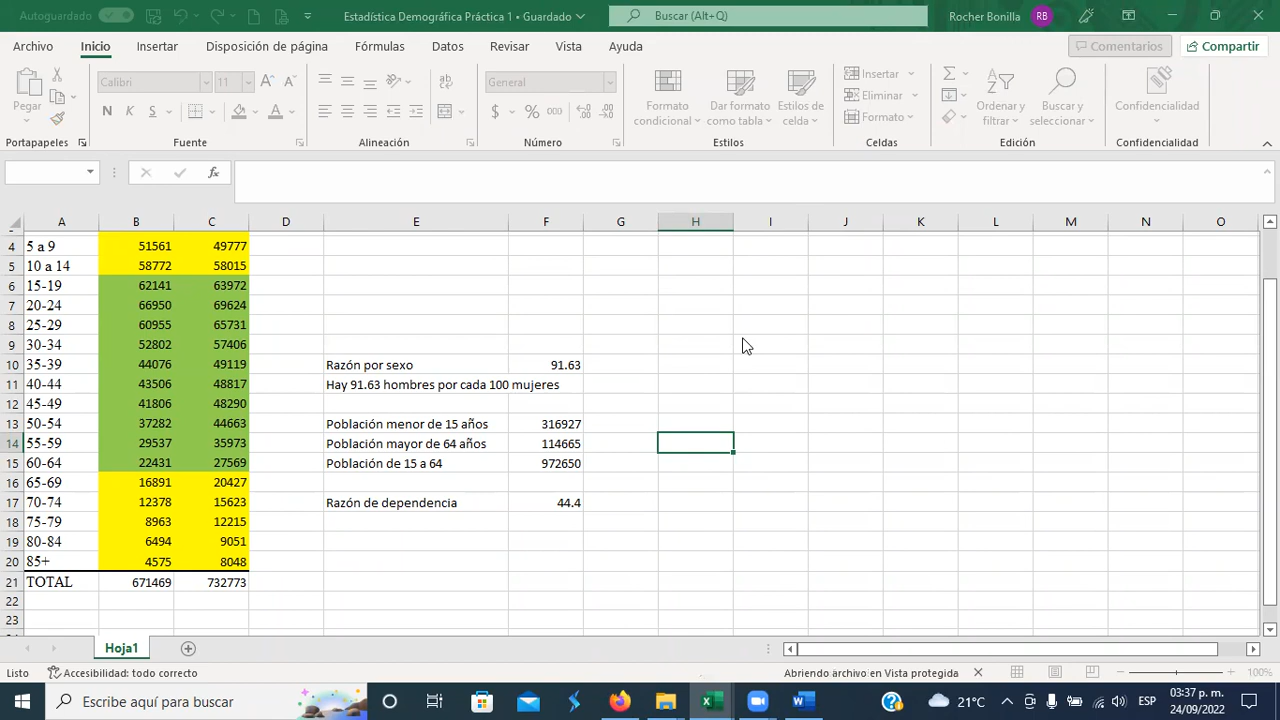 Autoguardado
Estadística Demográfica Práctica 1 • Guardado
Buscar (Alt+Q)
Rocher Bonilla
RB
Archivo Inicio Insertar Disposición de página Fórmulas Datos Revisar Vista Ayuda
Comentarios
Compartir
Pegar
Calibri 11
N K S
General
$ % 000
Formato condicional
Dar formato como tabla
Estilos de celda
Insertar
Eliminar
Formato
Ordenar y filtrar
Buscar y seleccionar
Confidencialidad
Portapapeles Fuente Alineación Número Estilos Celdas Edición Confidencialidad
fx
A B C D E F G H I J K L M N O
4 5 a 9 51561 49777
5 10 a 14 58772 58015
6 15-19 62141 63972
7 20-24 66950 69624
8 25-29 60955 65731
9 30-34 52802 57406
10 35-39 44076 49119 Razón por sexo 91.63
11 40-44 43506 48817 Hay 91.63 hombres por cada 100 mujeres
12 45-49 41806 48290
13 50-54 37282 44663 Población menor de 15 años 316927
14 55-59 29537 35973 Población mayor de 64 años 114665
15 60-64 22431 27569 Población de 15 a 64 972650
16 65-69 16891 20427
17 70-74 12378 15623 Razón de dependencia 44.4
18 75-79 8963 12215
19 80-84 6494 9051
20 85+ 4575 8048
21 TOTAL 671469 732773
22
23
Hoja1
Listo
Accesibilidad: todo correcto
Abriendo archivo en Vista protegida
100%
Escribe aquí para buscar
21°C
ESP
03:37 p. m.
24/09/2022